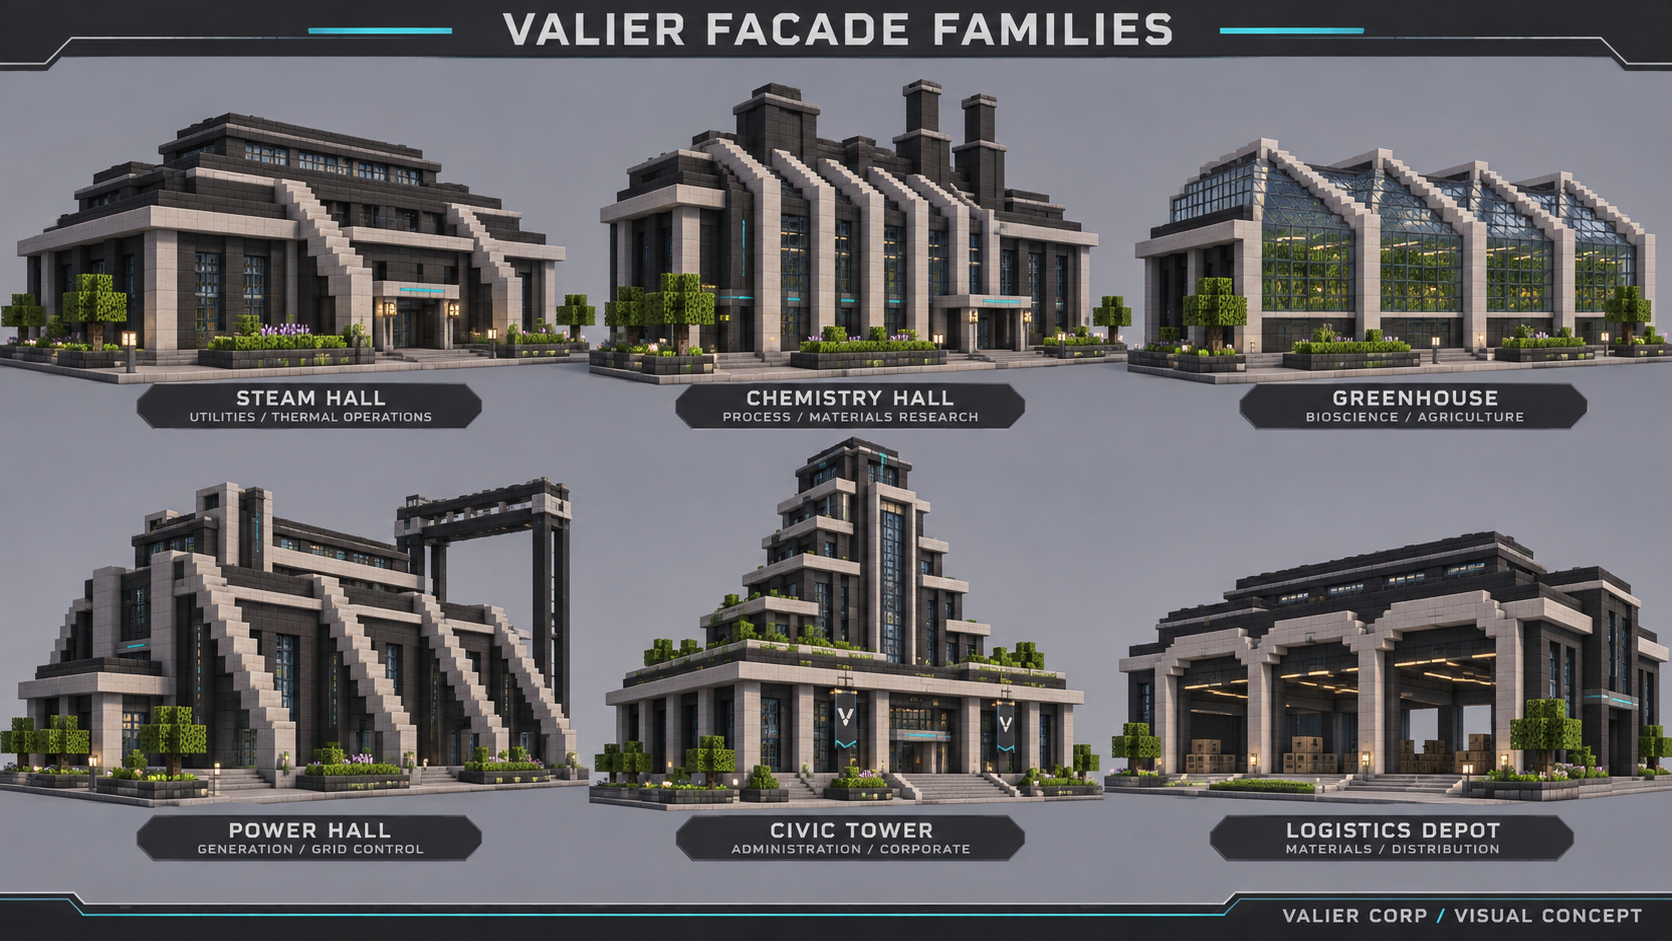 VALIER FACADE FAMILIES
STEAM HALL
UTILITIES / THERMAL OPERATIONS
CHEMISTRY HALL
PROCESS / MATERIALS RESEARCH
GREENHOUSE
BIOSCIENCE / AGRICULTURE
V
V
POWER HALL
GENERATION / GRID CONTROL
CIVIC TOWER
ADMINISTRATION / CORPORATE
LOGISTICS DEPOT
MATERIALS / DISTRIBUTION
VALIER CORP / VISUAL CONCEPT